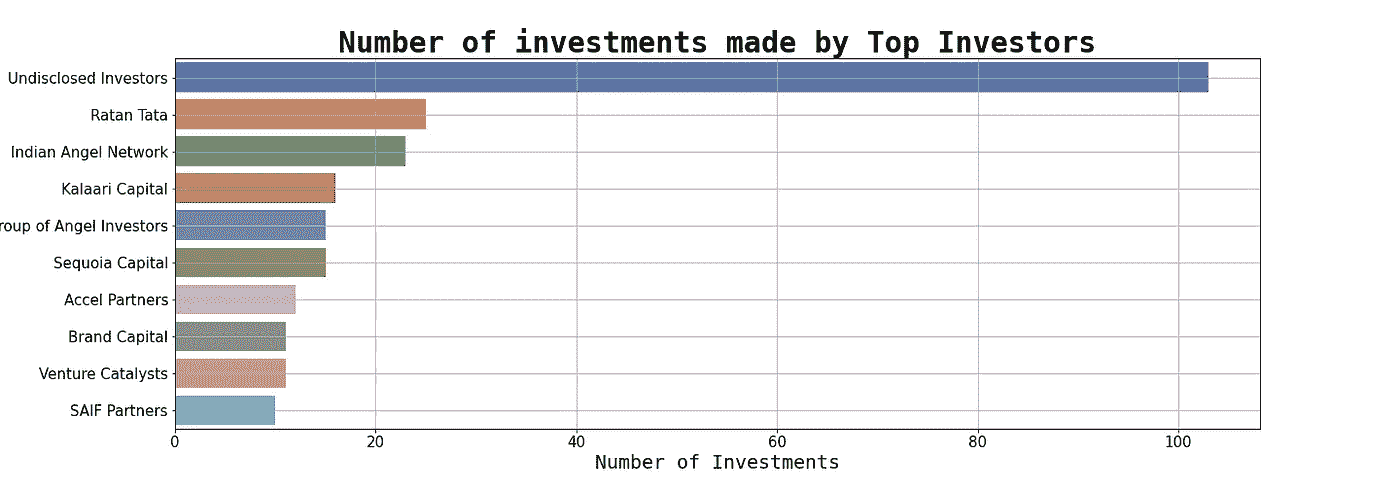 Number of investments made by Top Investors
Undisclosed Investors
Ratan Tata
Indian Angel Network
Kalaari Capital
roup of Angel Investors
Sequoia Capital
Accel Partners
Brand Capital
Venture Catalysts
SAIF Partners
0 20 40 60 80 100
Number of Investments